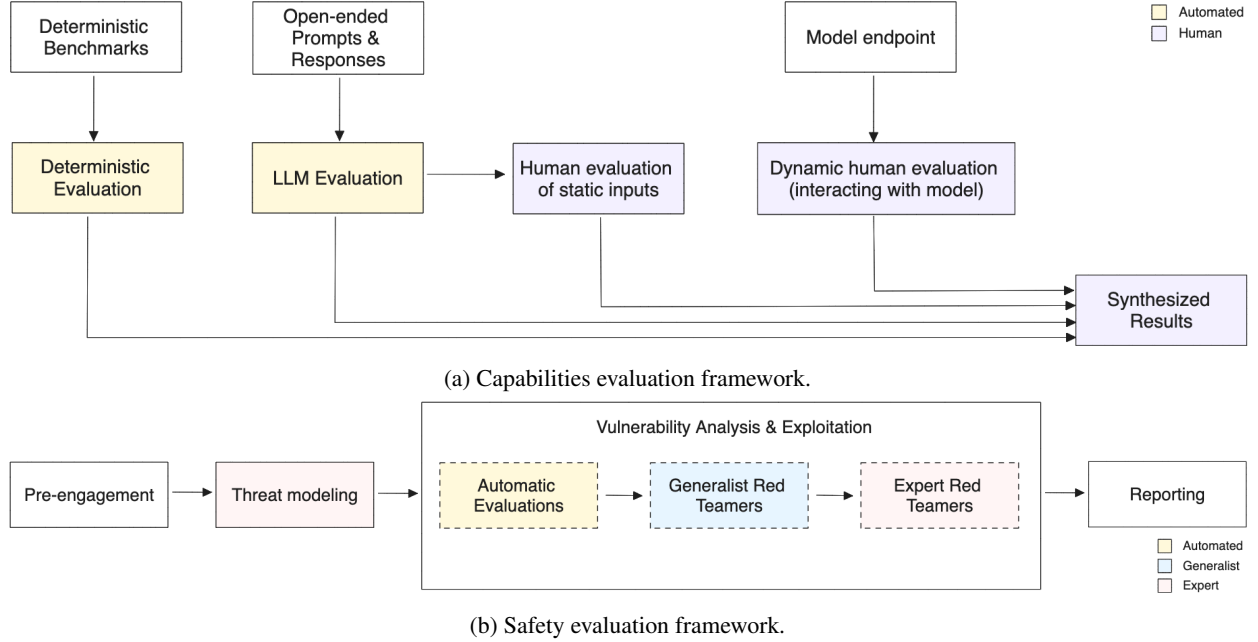 Deterministic
Benchmarks
Open-ended
Prompts &
Responses
Model endpoint
Automated
Human
Deterministic
Evaluation
LLM Evaluation
Human evaluation
of static inputs
Dynamic human evaluation
(interacting with model)
Synthesized
Results
(a) Capabilities evaluation framework.
Vulnerability Analysis & Exploitation
Pre-engagement
Threat modeling
Automatic
Evaluations
Generalist Red
Teamers
Expert Red
Teamers
Reporting
Automated
Generalist
Expert
(b) Safety evaluation framework.